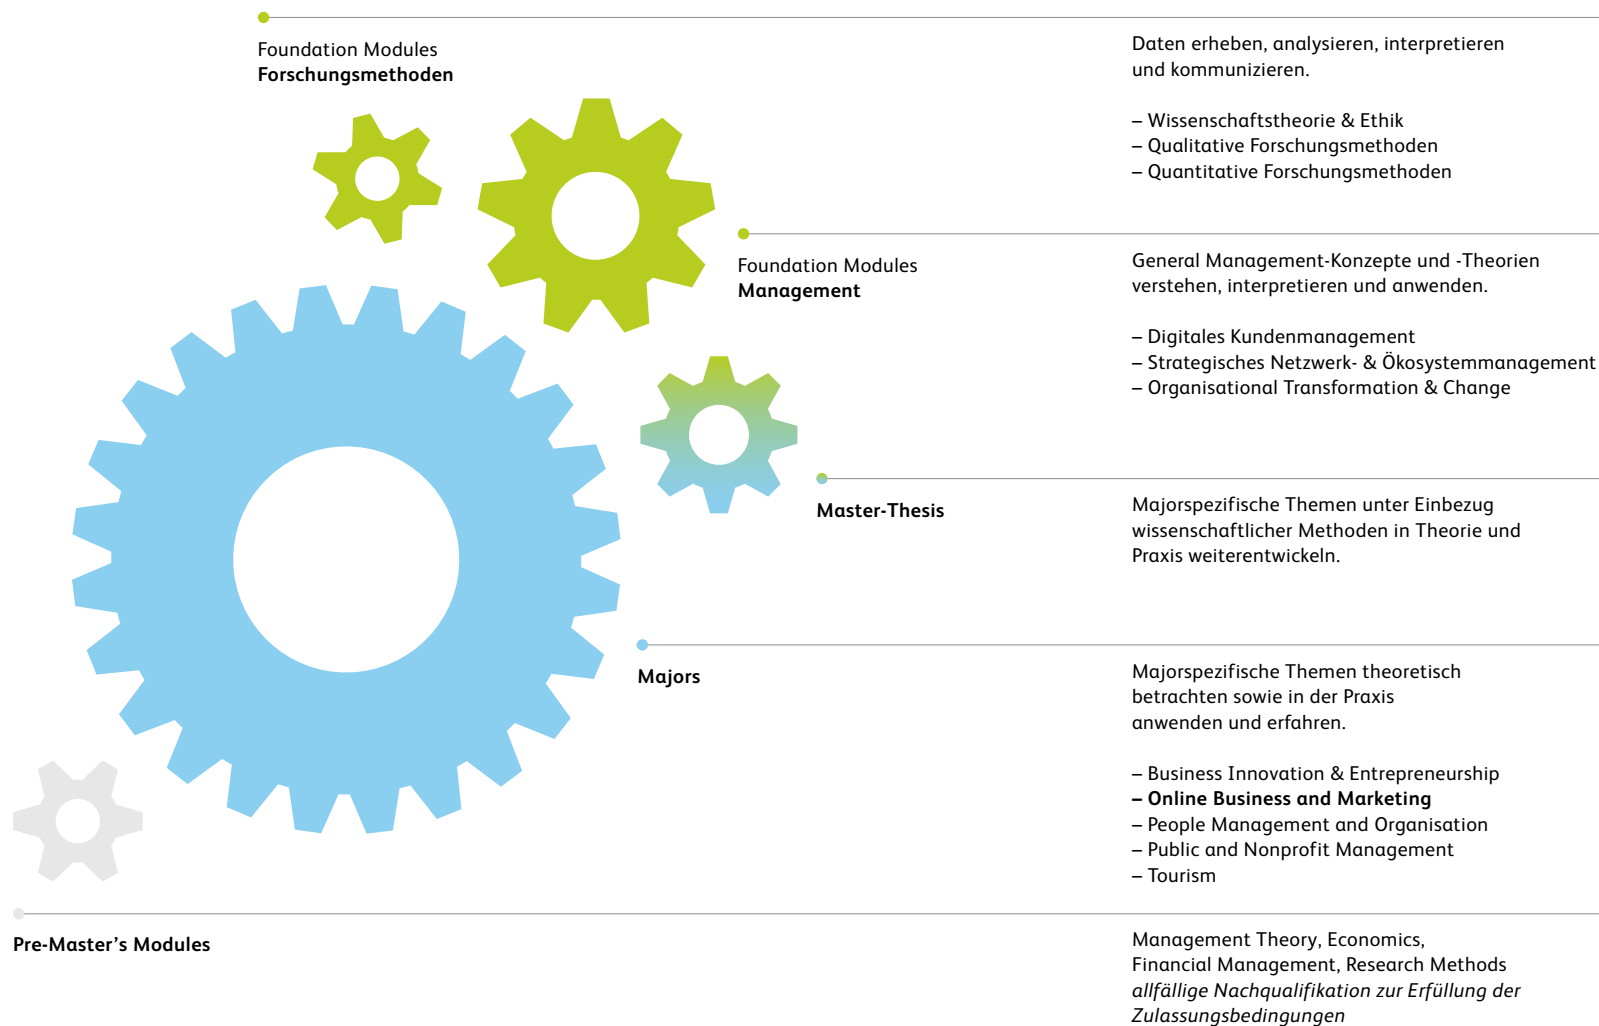 Foundation Modules
Forschungsmethoden
Daten erheben, analysieren, interpretieren
und kommunizieren.
– Wissenschaftstheorie & Ethik
– Qualitative Forschungsmethoden
– Quantitative Forschungsmethoden
Foundation Modules
Management
General Management-Konzepte und -Theorien
verstehen, interpretieren und anwenden.
– Digitales Kundenmanagement
– Strategisches Netzwerk- & Ökosystemmanagement
– Organisational Transformation & Change
Master-Thesis
Majorspezifische Themen unter Einbezug
wissenschaftlicher Methoden in Theorie und
Praxis weiterentwickeln.
Majors
Majorspezifische Themen theoretisch
betrachten sowie in der Praxis
anwenden und erfahren.
– Business Innovation & Entrepreneurship
– Online Business and Marketing
– People Management and Organisation
– Public and Nonprofit Management
– Tourism
Pre-Master’s Modules
Management Theory, Economics,
Financial Management, Research Methods
allfällige Nachqualifikation zur Erfüllung der
Zulassungsbedingungen